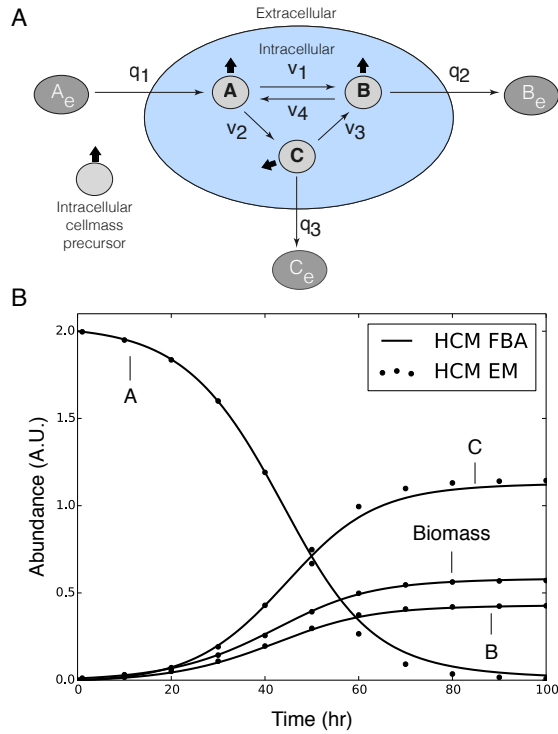 A
Extracellular
Intracellular
q1
q2
Ae
A
v1
B
Be
v4
v2
v3
C
Intracellular
cellmass
precursor
q3
Ce
B
2.0
HCM FBA
HCM EM
A
1.5
C
1.0
Biomass
0.5
B
0.0
0 20 40 60 80 100
Abundance (A.U.)
Time (hr)